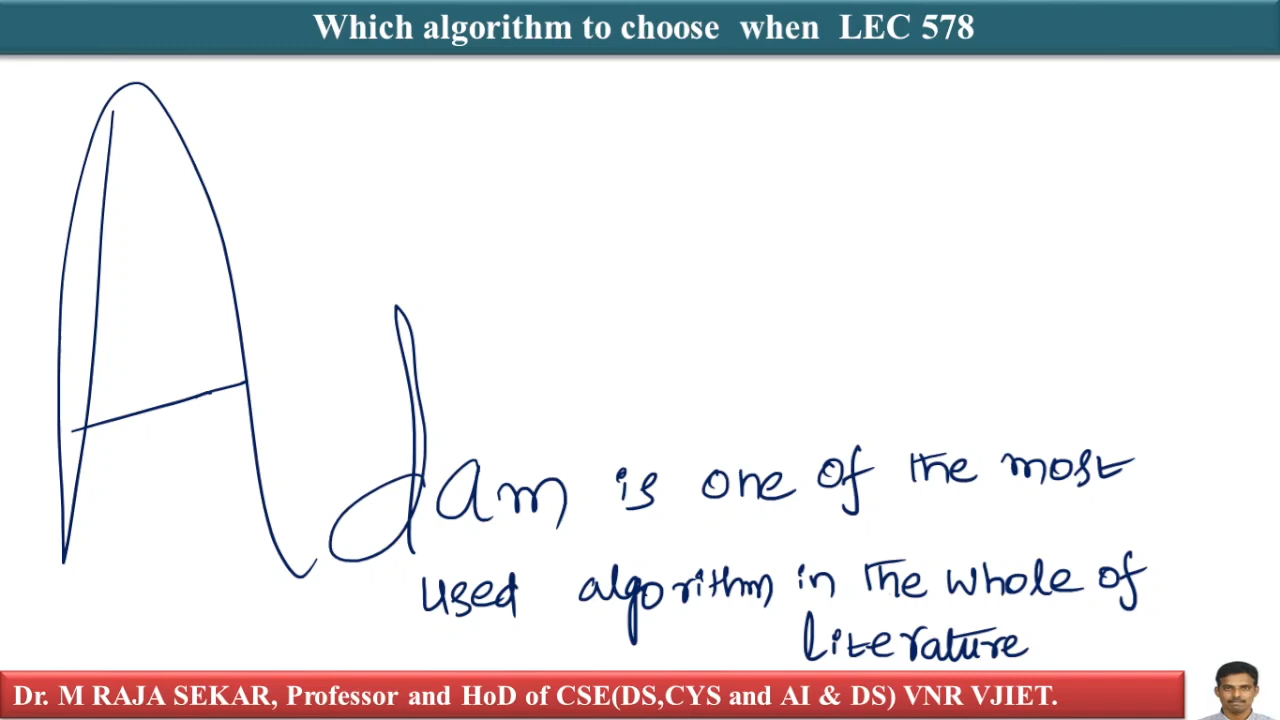 Which algorithm to choose when LEC 578
Adam is one of the most
used algorithm in the whole of
literature
Dr. M RAJA SEKAR, Professor and HoD of CSE(DS,CYS and AI & DS) VNR VJIET.